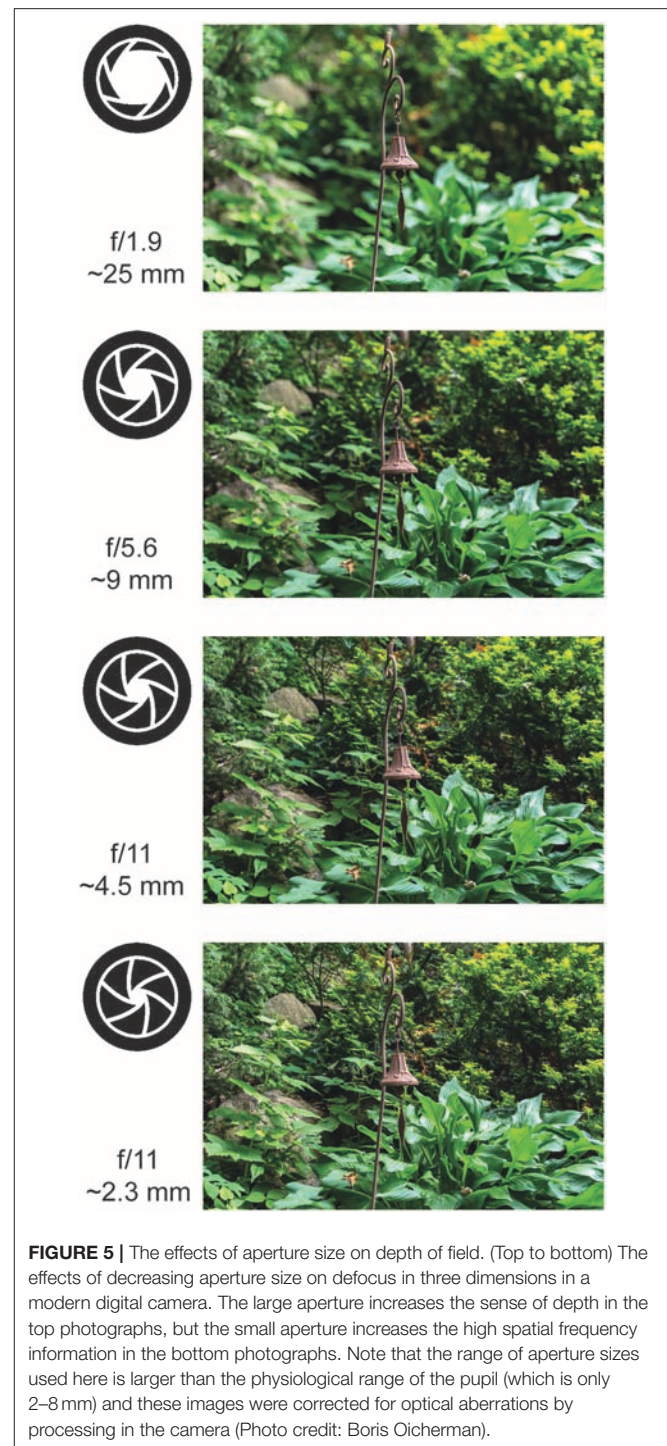 f/1.9
~25 mm
f/5.6
~9 mm
f/11
~4.5 mm
f/11
~2.3 mm
FIGURE 5 | The effects of aperture size on depth of field. (Top to bottom) The
effects of decreasing aperture size on defocus in three dimensions in a
modern digital camera. The large aperture increases the sense of depth in the
top photographs, but the small aperture increases the high spatial frequency
information in the bottom photographs. Note that the range of aperture sizes
used here is larger than the physiological range of the pupil (which is only
2–8 mm) and these images were corrected for optical aberrations by
processing in the camera (Photo credit: Boris Oicherman).